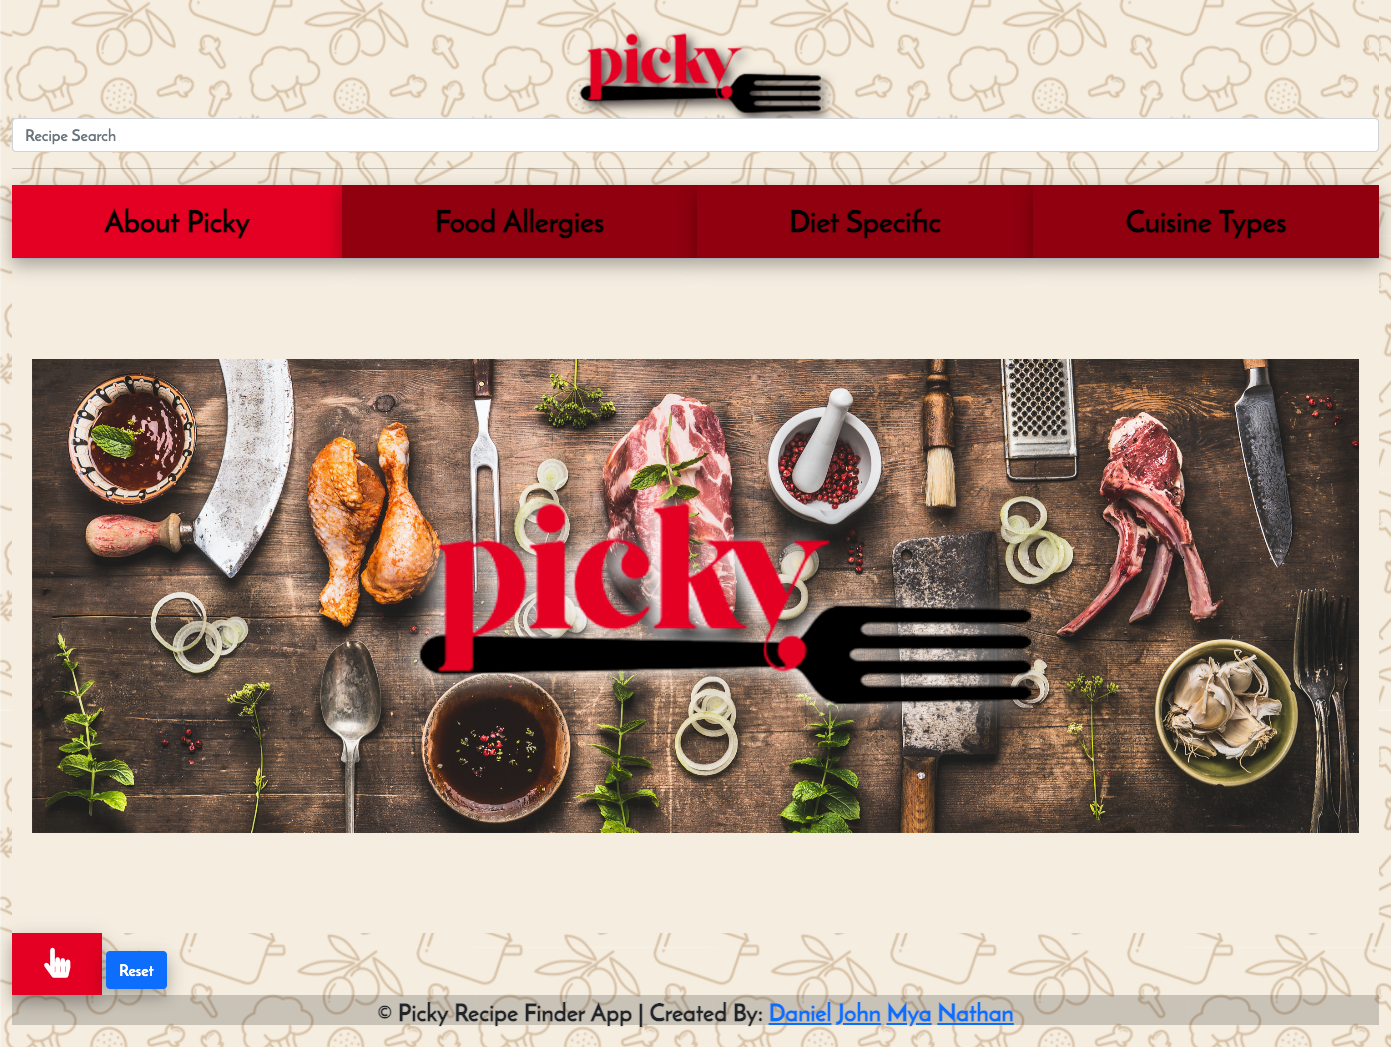 picky
Recipe Search
About Picky
Food Allergies
Diet Specific
Cuisine Types
picky
Reset
© Picky Recipe Finder App | Created By: Daniel John Mya Nathan